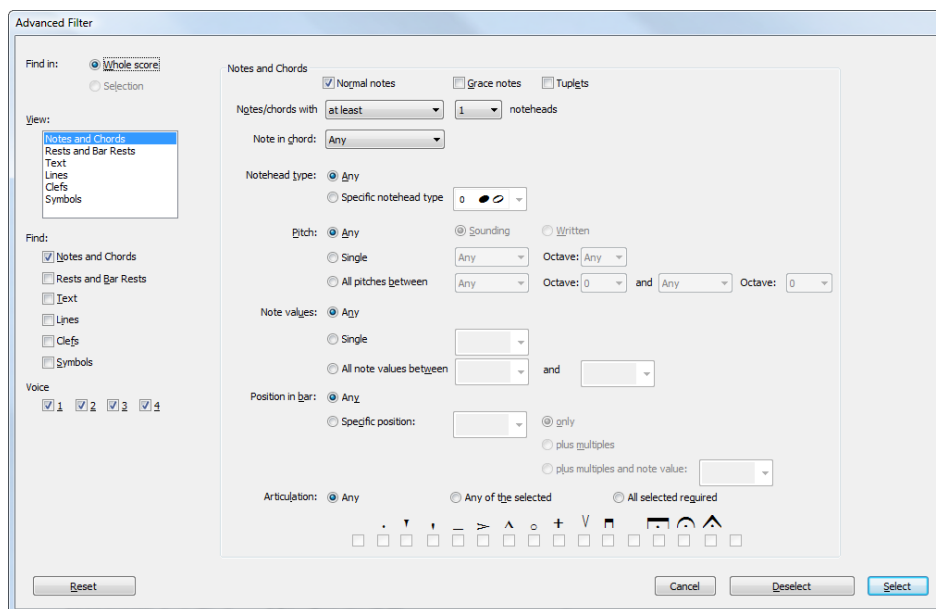 Advanced Filter
Find in:
Whole score
Selection
View:
Notes and Chords
Rests and Bar Rests
Text
Lines
Clefs
Symbols
Find:
Notes and Chords
Rests and Bar Rests
Text
Lines
Clefs
Symbols
Voice
1 2 3 4
Notes and Chords
Normal notes Grace notes Tuplets
Notes/chords with at least 1 noteheads
Note in chord: Any
Notehead type: Any
Specific notehead type 0
Pitch: Any Sounding Written
Single Any Octave: Any
All pitches between Any Octave: 0 and Any Octave: 0
Note values: Any
Single
All note values between and
Position in bar: Any
Specific position: only
plus multiples
plus multiples and note value:
Articulation: Any Any of the selected All selected required
Reset Cancel Deselect Select